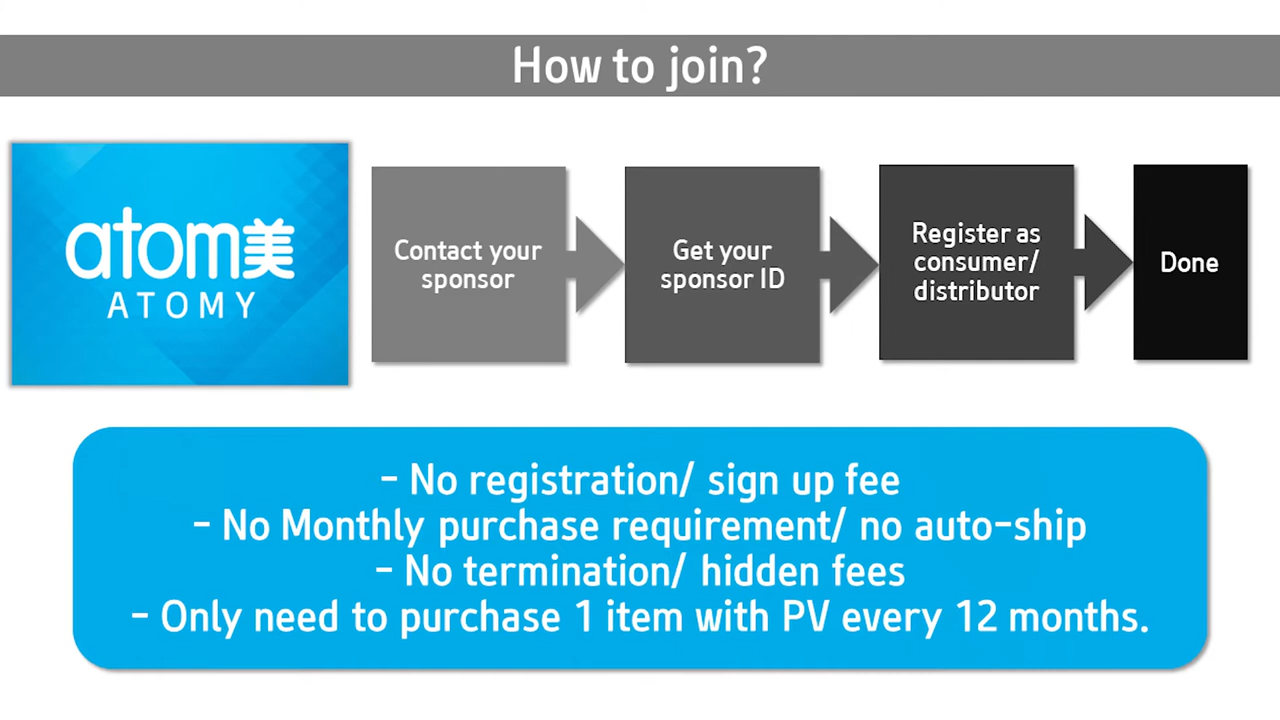 How to join?
atom美
ATOMY
Contact your
sponsor
Get your
sponsor ID
Register as
consumer/
distributor
Done
- No registration/ sign up fee
- No Monthly purchase requirement/ no auto-ship
- No termination/ hidden fees
- Only need to purchase 1 item with PV every 12 months.